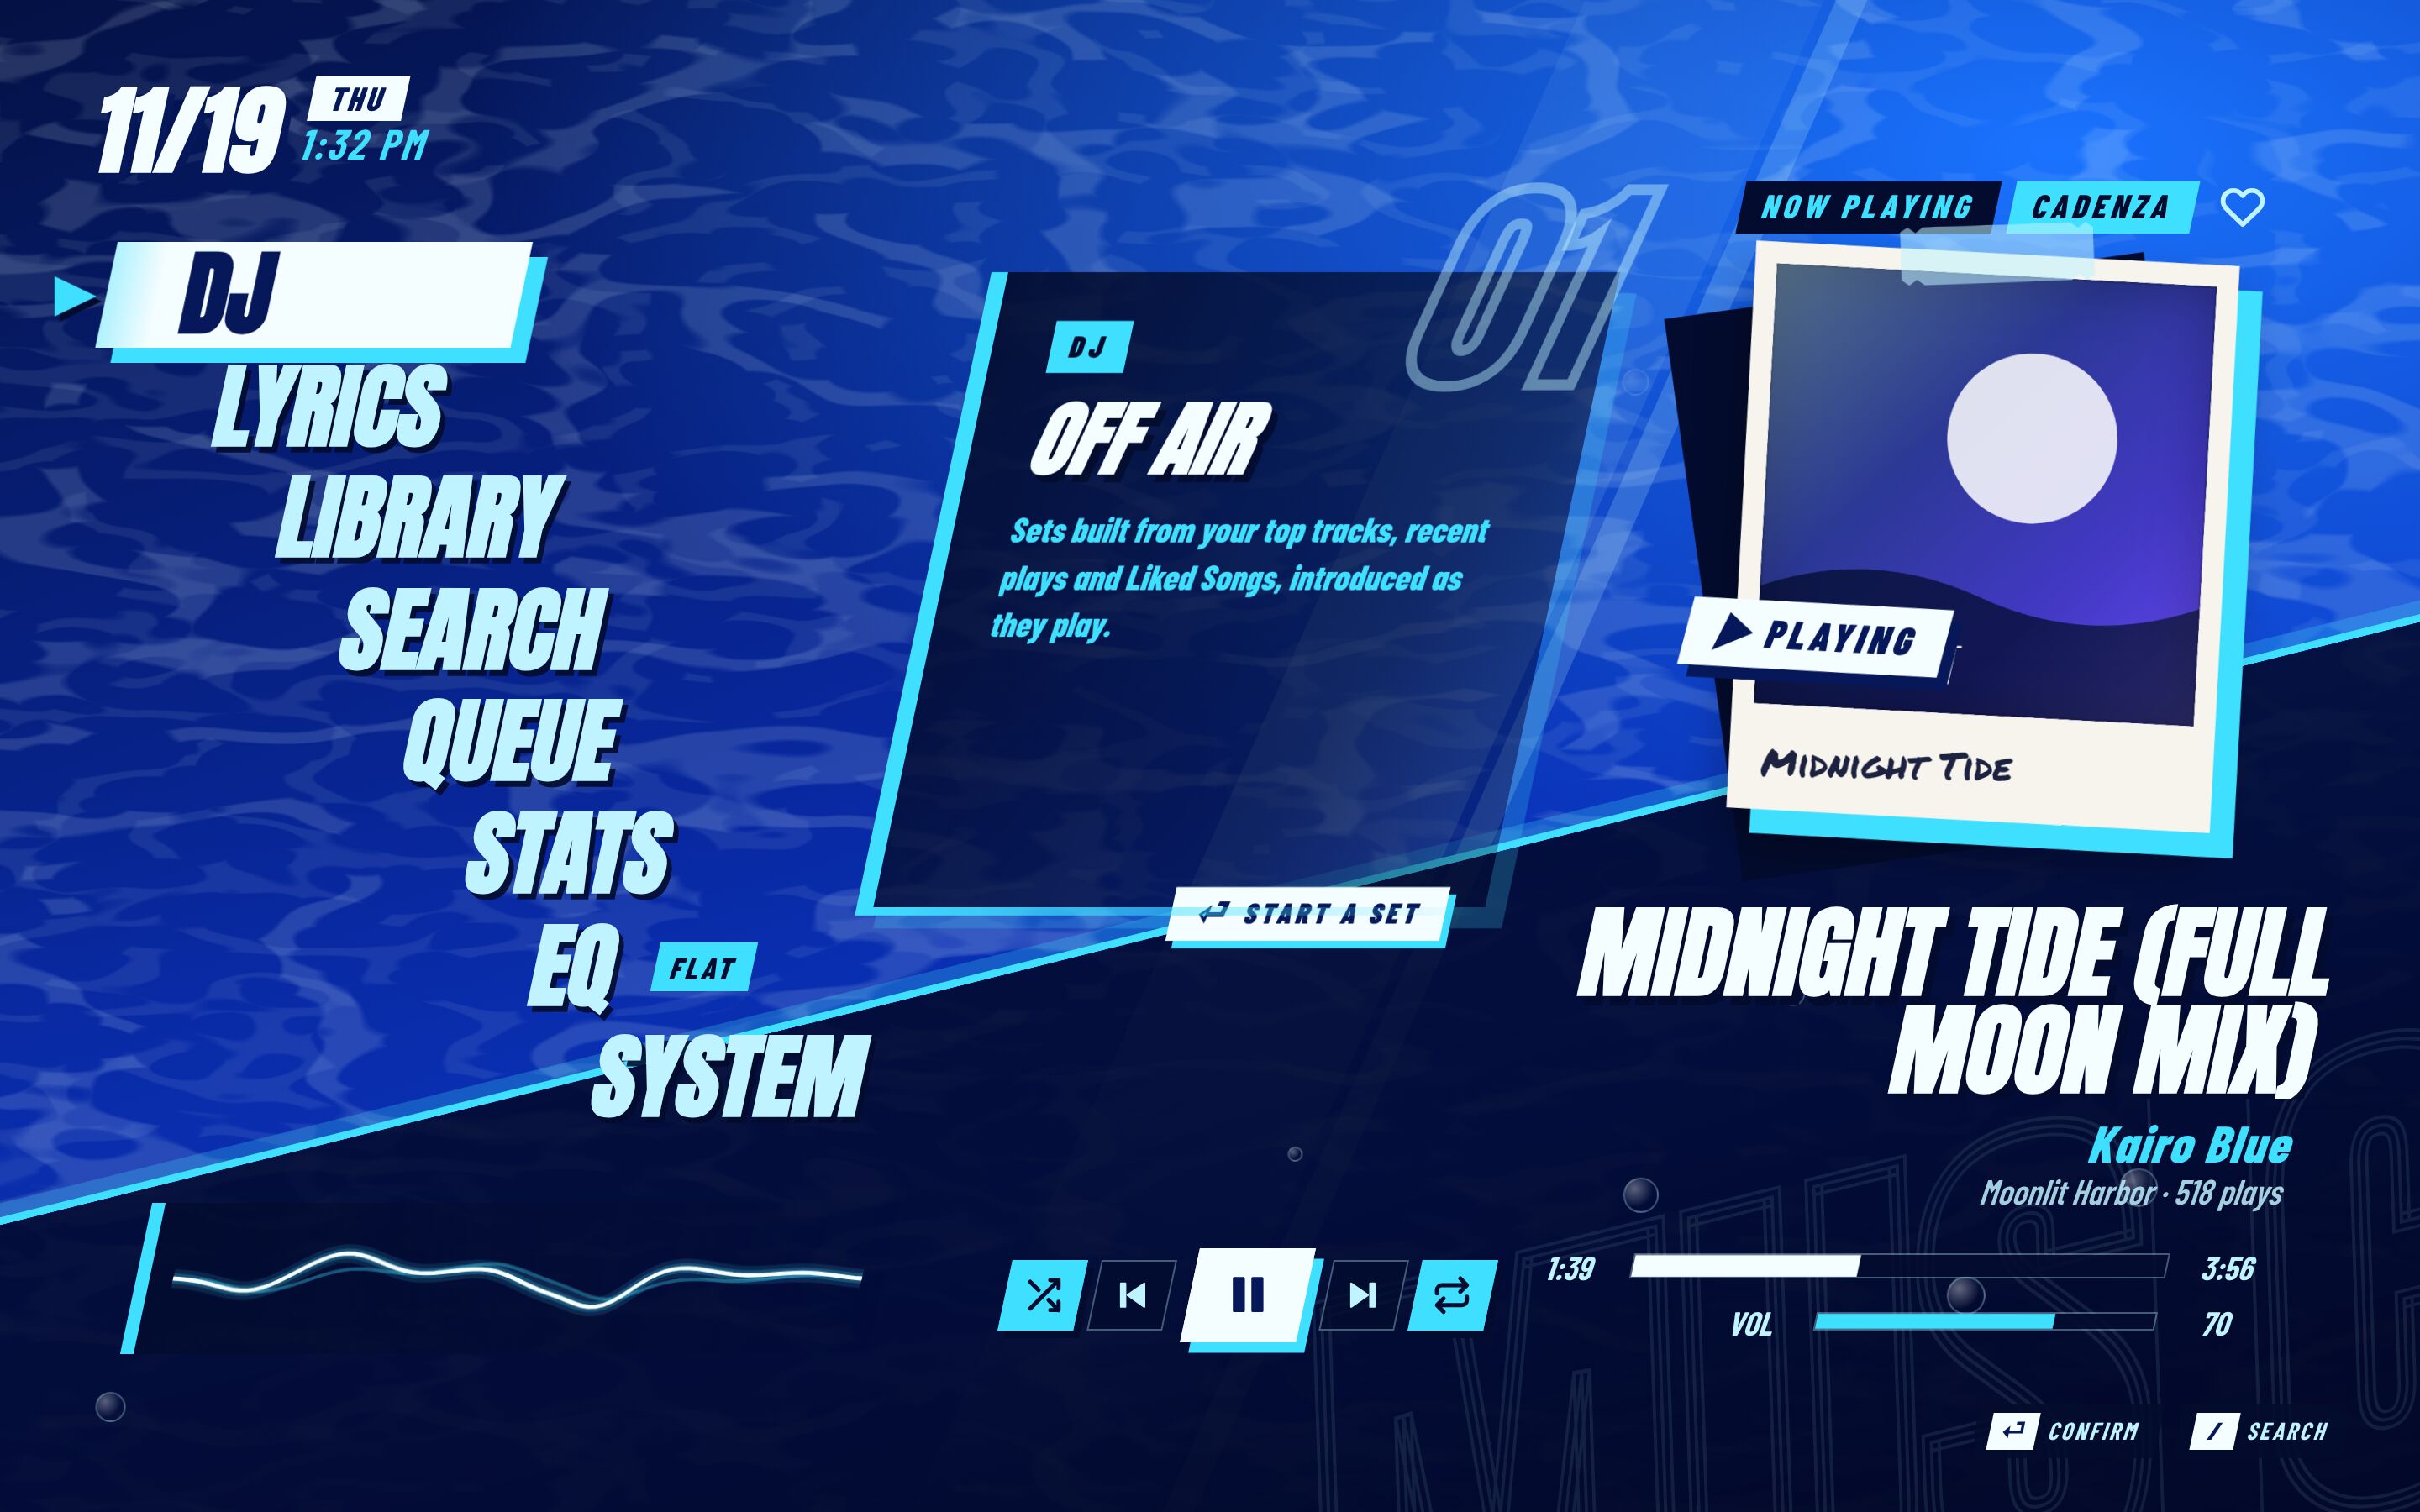 11/19
THU
1:32 PM
DJ
LYRICS
LIBRARY
SEARCH
QUEUE
STATS
EQ
FLAT
SYSTEM
01
DJ
OFF AIR
Sets built from your top tracks, recent
plays and Liked Songs, introduced as
they play.
START A SET
NOW PLAYING
CADENZA
PLAYING
MIDNIGHT TIDE
MIDNIGHT TIDE (FULL
MOON MIX)
Kairo Blue
Moonlit Harbor · 518 plays
1:39
3:56
VOL
70
CONFIRM
/ SEARCH